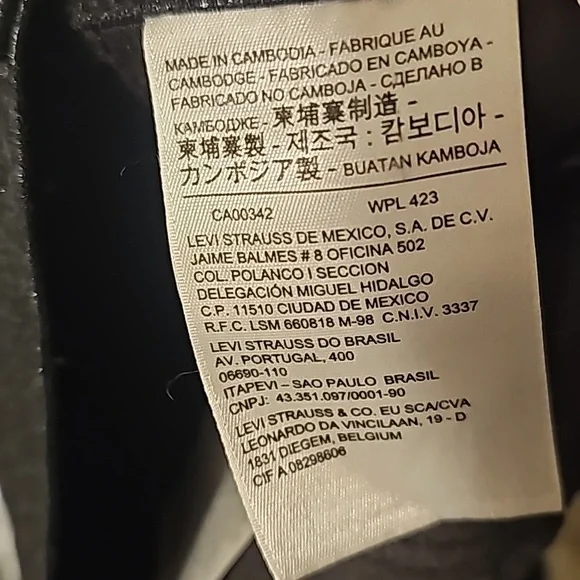 MADE IN CAMBODIA - FABRIQUE AU
CAMBODGE - FABRICADO EN CAMBOYA -
FABRICADO NO CAMBOJA - СДЕЛАНО В
КАМБОДЖЕ - 柬埔寨制造 -
柬埔寨製 - 제조국 : 캄보디아 -
カンボジア製 - BUATAN KAMBOJA
CA00342 WPL 423
LEVI STRAUSS DE MEXICO, S.A. DE C.V.
JAIME BALMES # 8 OFICINA 502
COL. POLANCO I SECCION
DELEGACIÓN MIGUEL HIDALGO
C.P. 11510 CIUDAD DE MEXICO
R.F.C. LSM 660818 M-98 C.N.I.V. 3337
LEVI STRAUSS DO BRASIL
AV. PORTUGAL, 400
06690-110
ITAPEVI – SAO PAULO BRASIL
CNPJ: 43.351.097/0001-90
LEVI STRAUSS & CO. EU SCA/CVA
LEONARDO DA VINCILAAN, 19 - D
1831 DIEGEM, BELGIUM
CIF A 08298606